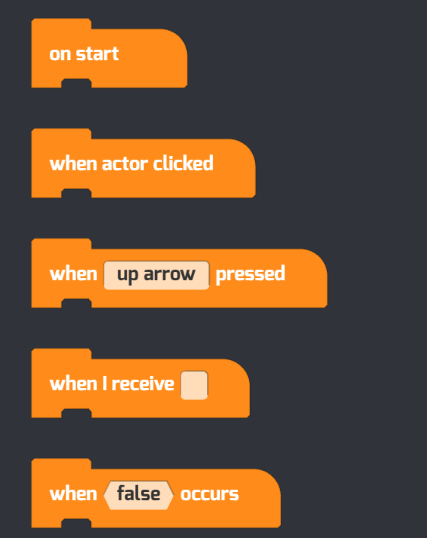 on start
when actor clicked
when up arrow pressed
when I receive
when false occurs